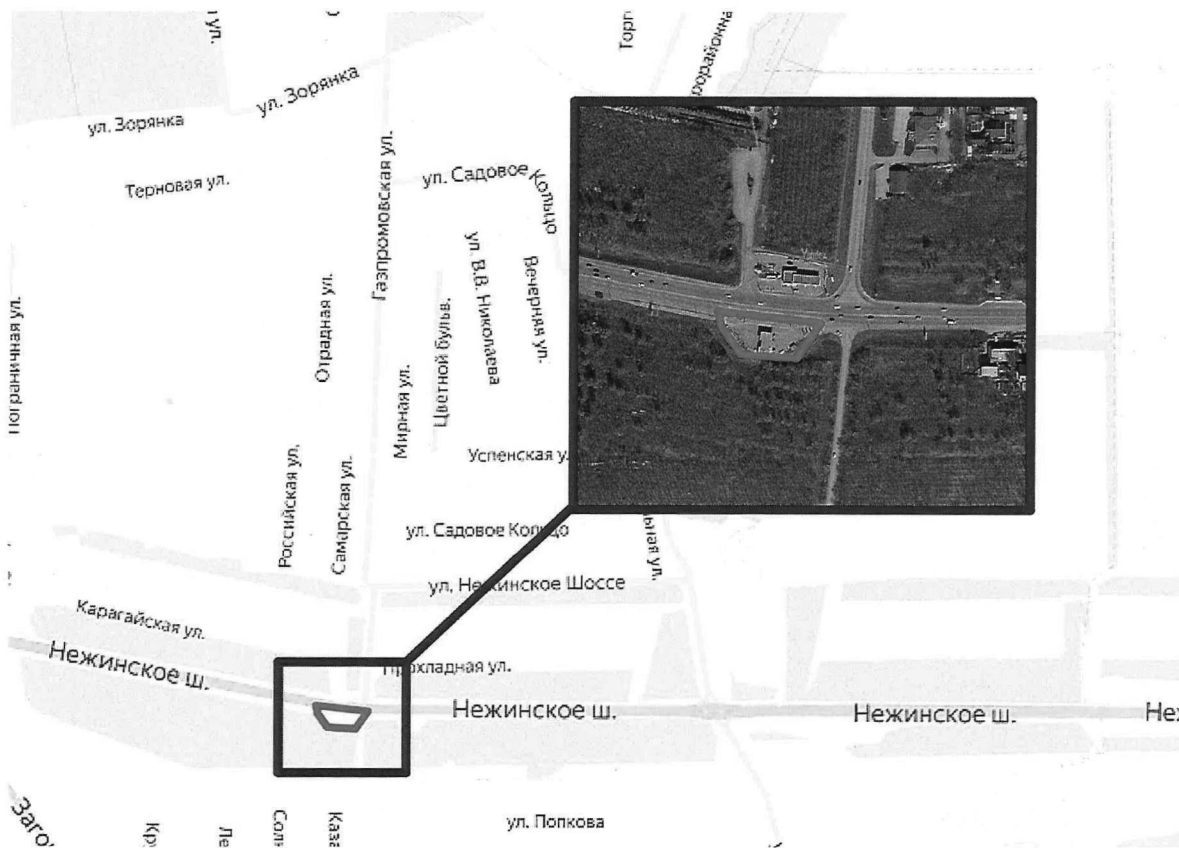 ул. Зорянка
ул. Зорянка
Терновая ул.
Газпромовская ул.
ул. Садовое
Кольцо
ул. В.В. Николаева
Вечерняя ул.
Отрадная ул.
Цветной бульв.
Мирная ул.
Пограничная ул.
Успенская у
Российская ул.
Самарская ул.
ул. Садовое Кольцо
ул. Нежинское Шоссе
Карагайская ул.
Нежинское ш.
Прохладная ул.
Нежинское ш.
Нежинское ш.
ул. Попкова